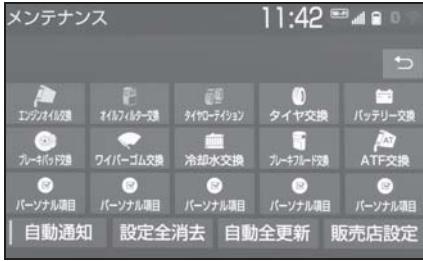 メンテナンス 11:42
エンジンオイル交換 オイルフィルター交換 タイヤローテイション タイヤ交換 バッテリー交換
ブレーキパッド交換 ワイパーゴム交換 冷却水交換 ブレーキフルード交換 ATF交換
パーソナル項目 パーソナル項目 パーソナル項目 パーソナル項目 パーソナル項目
自動通知 設定全消去 自動全更新 販売店設定